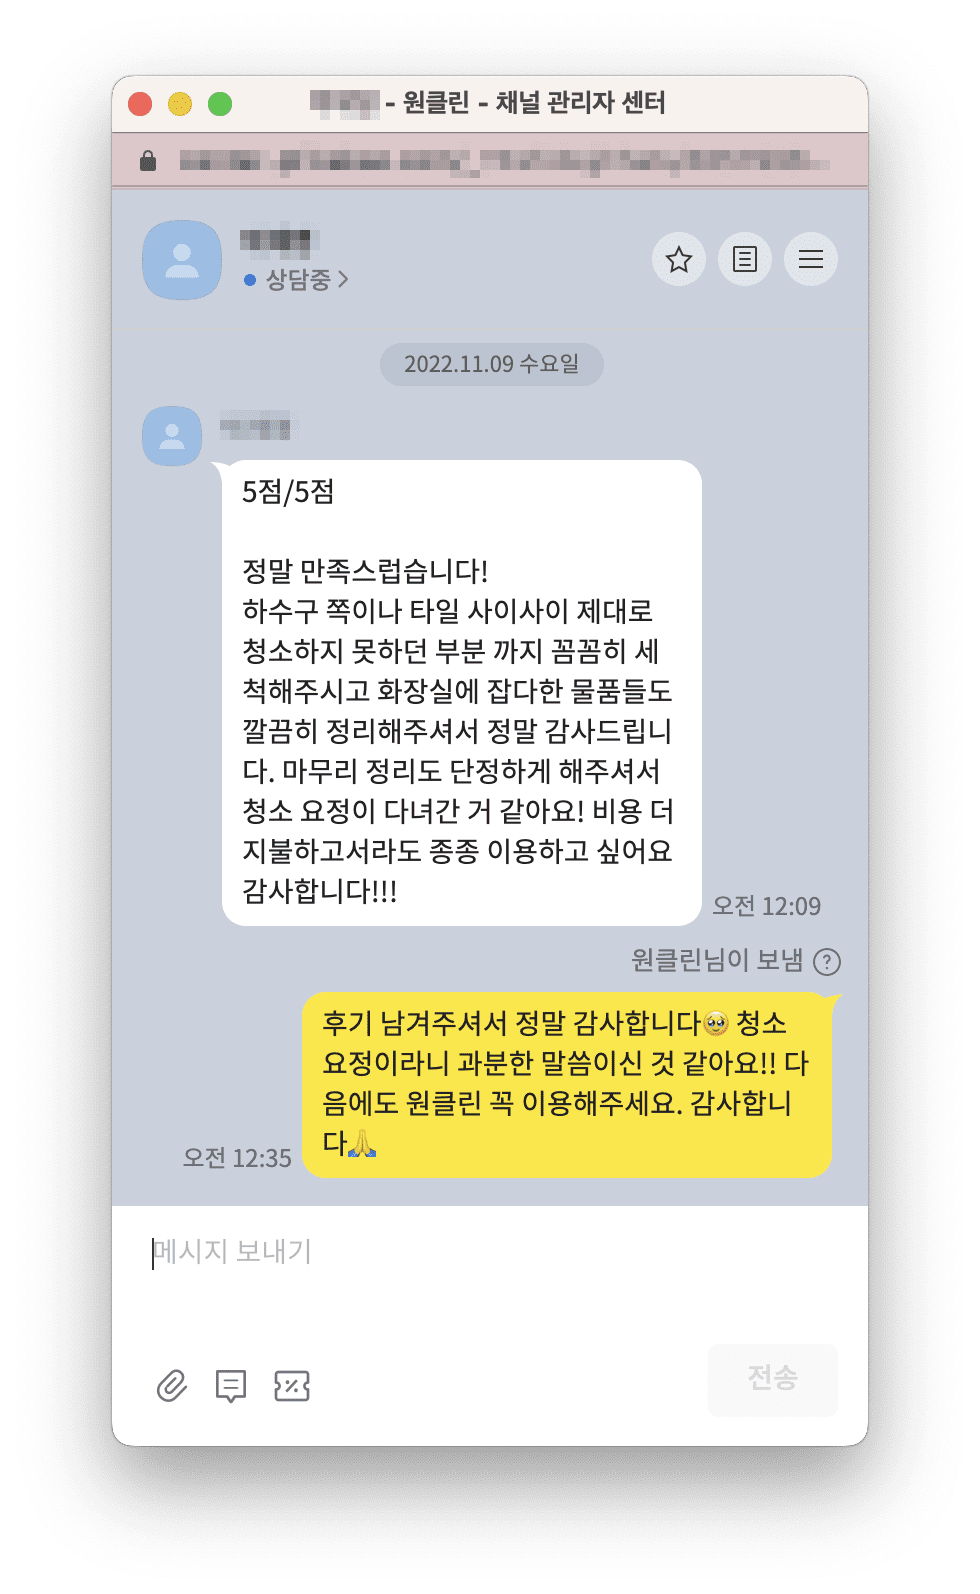 - 원클린 - 채널 관리자 센터
상담중
2022.11.09 수요일
5점/5점
정말 만족스럽습니다!
하수구 쪽이나 타일 사이사이 제대로
청소하지 못하던 부분 까지 꼼꼼히 세
척해주시고 화장실에 잡다한 물품들도
깔끔히 정리해주셔서 정말 감사드립니
다. 마무리 정리도 단정하게 해주셔서
청소 요정이 다녀간 거 같아요! 비용 더
지불하고서라도 종종 이용하고 싶어요
감사합니다!!!
오전 12:09
원클린님이 보냄 ?
후기 남겨주셔서 정말 감사합니다🥹 청소
요정이라니 과분한 말씀이신 것 같아요!! 다
음에도 원클린 꼭 이용해주세요. 감사합니
다🙏
오전 12:35
메시지 보내기
전송